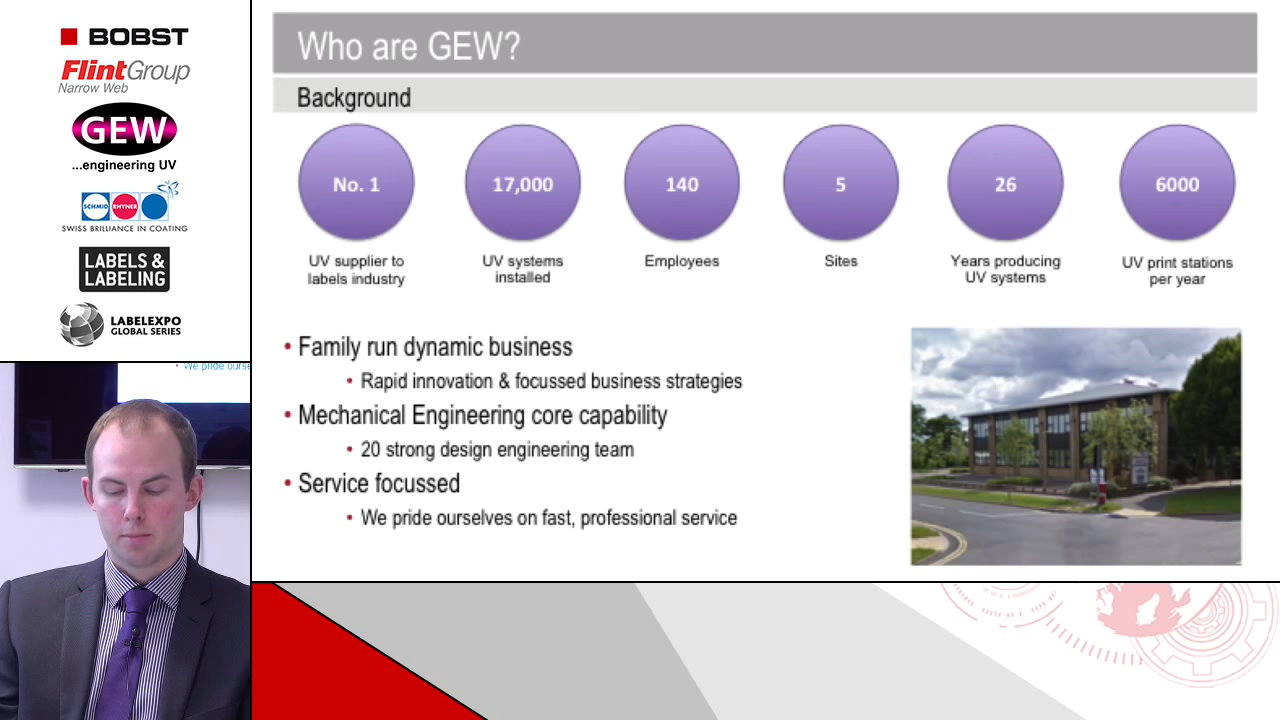 BOBST
FlintGroup
Narrow Web
GEW
...engineering UV
SCHMID
RHYNER
SWISS BRILLIANCE IN COATING
LABELS &
LABELING
LABELEXPO
GLOBAL SERIES
Who are GEW?
Background
No. 1
17,000
140
5
26
6000
UV supplier to
labels industry
UV systems
installed
Employees
Sites
Years producing
UV systems
UV print stations
per year
• Family run dynamic business
• Rapid innovation & focussed business strategies
• Mechanical Engineering core capability
• 20 strong design engineering team
• Service focussed
• We pride ourselves on fast, professional service
• We pride ourse